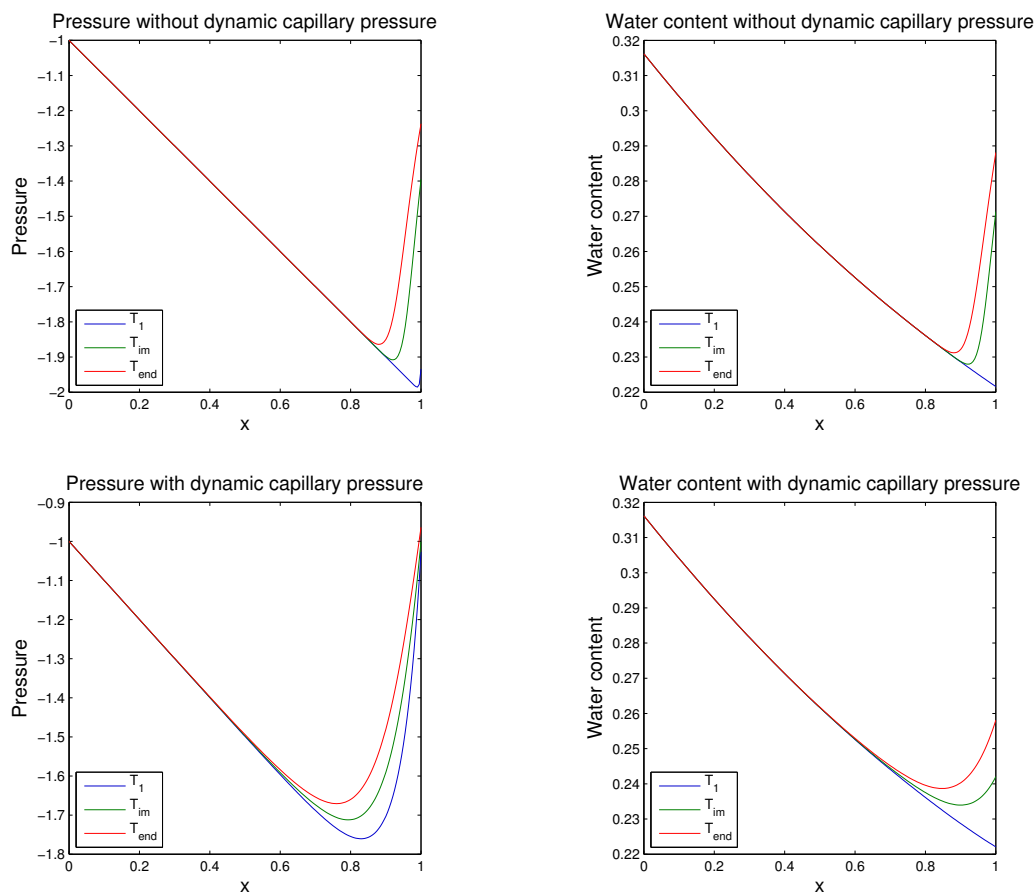 Pressure without dynamic capillary pressure
−1
−1.1
−1.2
−1.3
−1.4
−1.5
−1.6
−1.7
−1.8
−1.9
−2
Pressure
0 0.2 0.4 0.6 0.8 1
x
T1
Tim
Tend
Water content without dynamic capillary pressure
0.32
0.31
0.3
0.29
0.28
0.27
0.26
0.25
0.24
0.23
0.22
Water content
0 0.2 0.4 0.6 0.8 1
x
T1
Tim
Tend
Pressure with dynamic capillary pressure
−0.9
−1
−1.1
−1.2
−1.3
−1.4
−1.5
−1.6
−1.7
−1.8
Pressure
0 0.2 0.4 0.6 0.8 1
x
T1
Tim
Tend
Water content with dynamic capillary pressure
0.32
0.31
0.3
0.29
0.28
0.27
0.26
0.25
0.24
0.23
0.22
Water content
0 0.2 0.4 0.6 0.8 1
x
T1
Tim
Tend